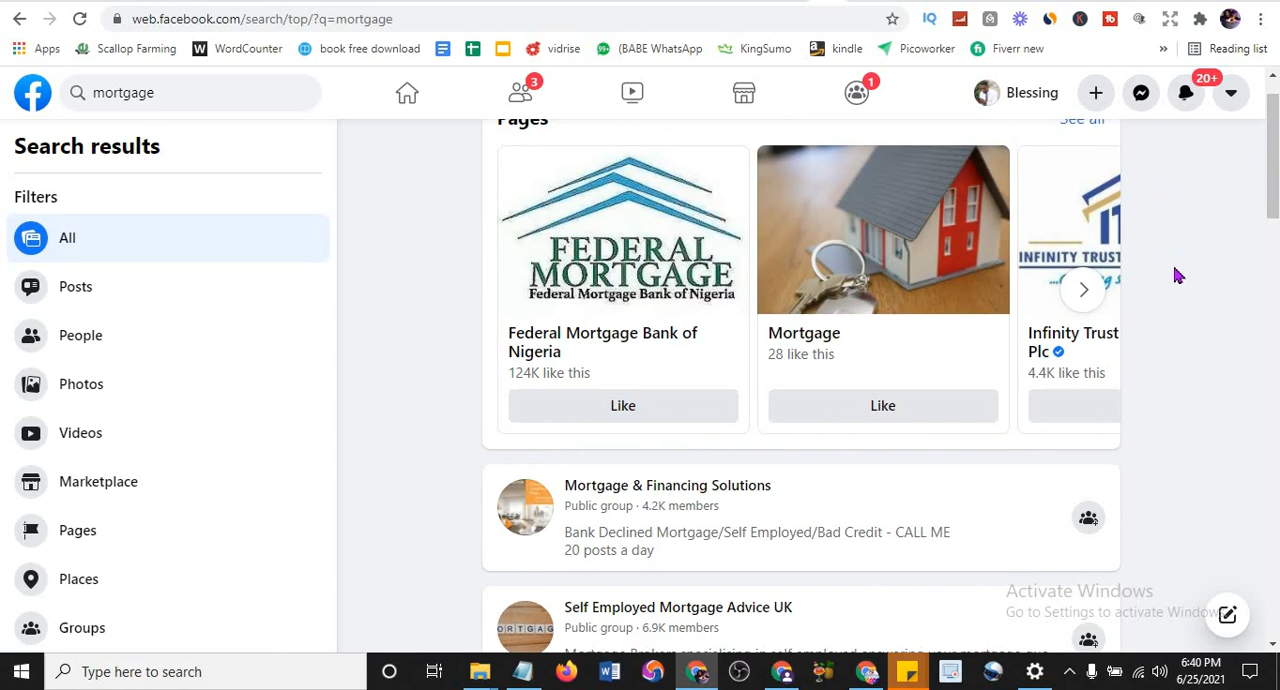 web.facebook.com/search/top/?q=mortgage
IQ
Apps
Scallop Farming
W
WordCounter
book free download
vidrise
(BABE WhatsApp
KingSumo
kindle
Picoworker
Fiverr new
»
Reading list
mortgage
3
1
Blessing
20+
Search results
Filters
All
Posts
People
Photos
Videos
Marketplace
Pages
Places
Groups
Pages
See all
FEDERAL
MORTGAGE
Federal Mortgage Bank of Nigeria
Federal Mortgage Bank of
Nigeria
124K like this
Like
Mortgage
28 like this
Like
INFINITY TRUST
Infinity Trust
Plc
4.4K like this
Mortgage & Financing Solutions
Public group · 4.2K members
Bank Declined Mortgage/Self Employed/Bad Credit - CALL ME
20 posts a day
ORTGAG
Self Employed Mortgage Advice UK
Public group · 6.9K members
Activate Windows
Go to Settings to activate Window
Type here to search
6:40 PM
6/25/2021